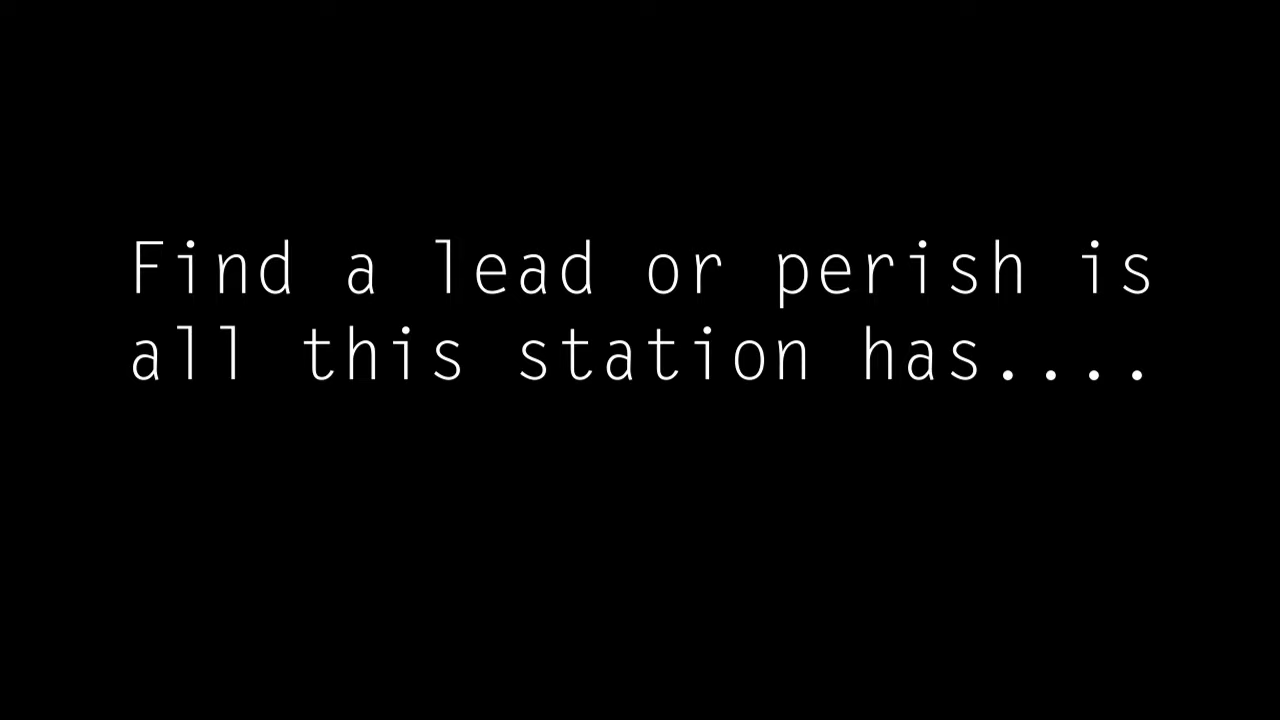 Find a lead or perish is
all this station has....